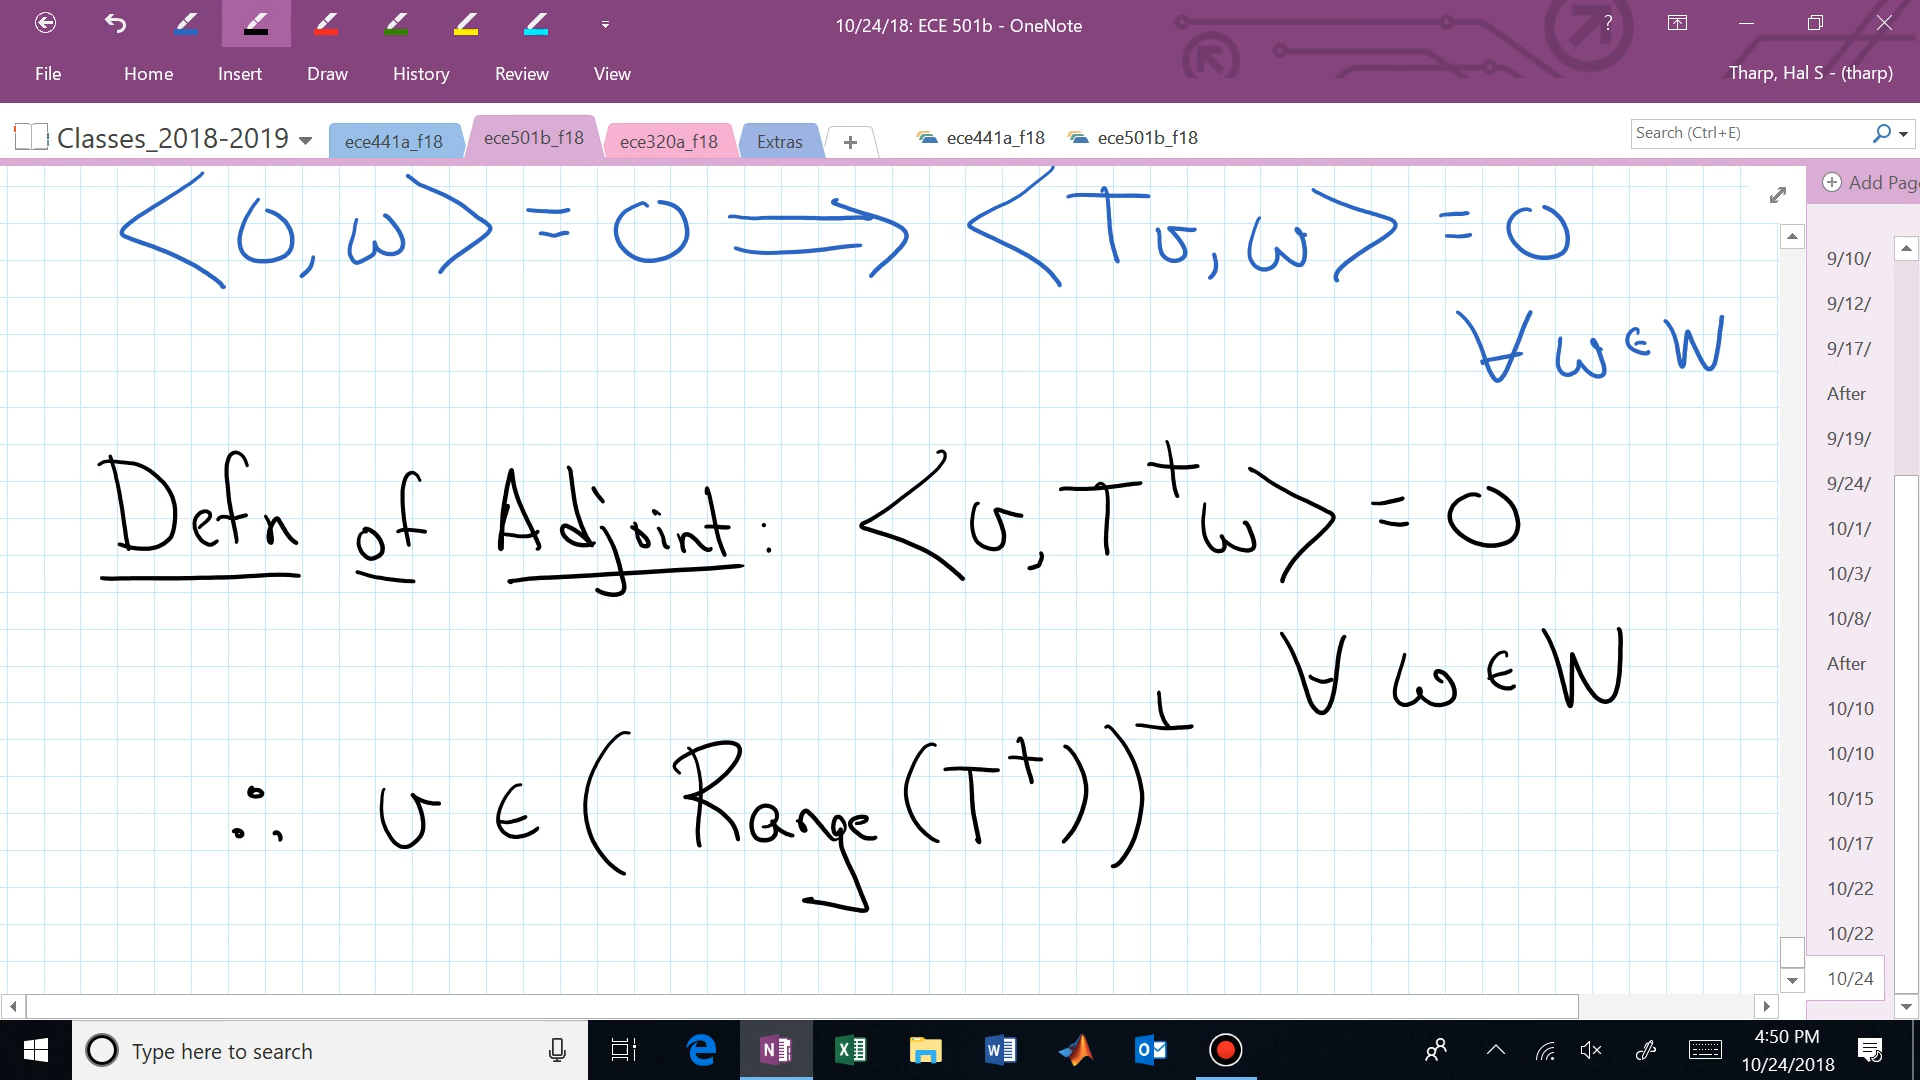 10/24/18: ECE 501b - OneNote
?
File Home Insert Draw History Review View
Tharp, Hal S - (tharp)
Classes_2018-2019
ece441a_f18 ece501b_f18 ece320a_f18 Extras
ece441a_f18 ece501b_f18
Search (Ctrl+E)
Add Pag
<0, w> = 0 ⟹ <Tv, w> = 0
∀ w ∈ W
Defn of Adjoint: <v, T⁺w> = 0
∀ w ∈ W
∴ v ∈ (Range(T⁺))^⊥
9/10/
9/12/
9/17/
After
9/19/
9/24/
10/1/
10/3/
10/8/
After
10/10
10/10
10/15
10/17
10/22
10/22
10/24
Type here to search
4:50 PM
10/24/2018